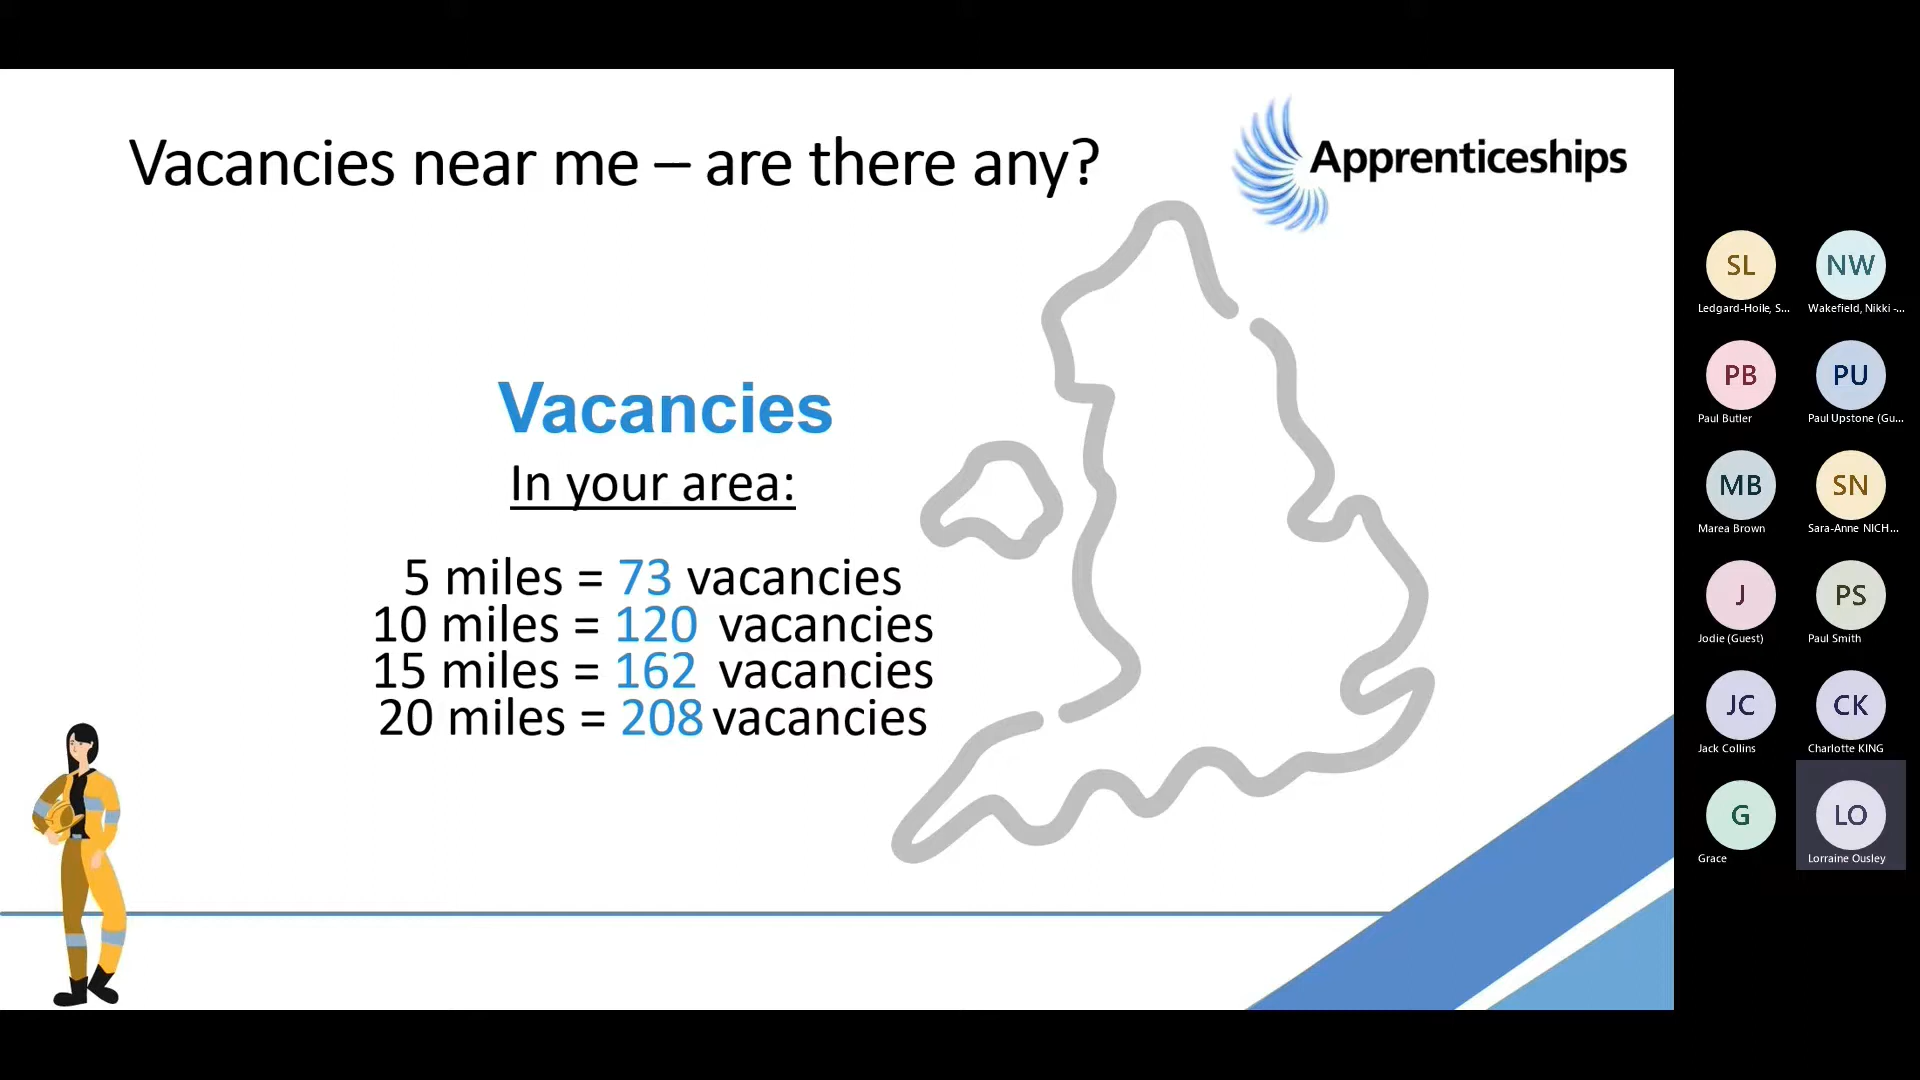 Vacancies near me – are there any?
Apprenticeships
Vacancies
In your area:
5 miles = 73 vacancies
10 miles = 120 vacancies
15 miles = 162 vacancies
20 miles = 208 vacancies
SL
Ledgard-Hoile, S...
NW
Wakefield, Nikki -...
PB
Paul Butler
PU
Paul Upstone (Gu...
MB
Marea Brown
SN
Sara-Anne NICH...
J
Jodie (Guest)
PS
Paul Smith
JC
Jack Collins
CK
Charlotte KING
G
Grace
LO
Lorraine Ousley